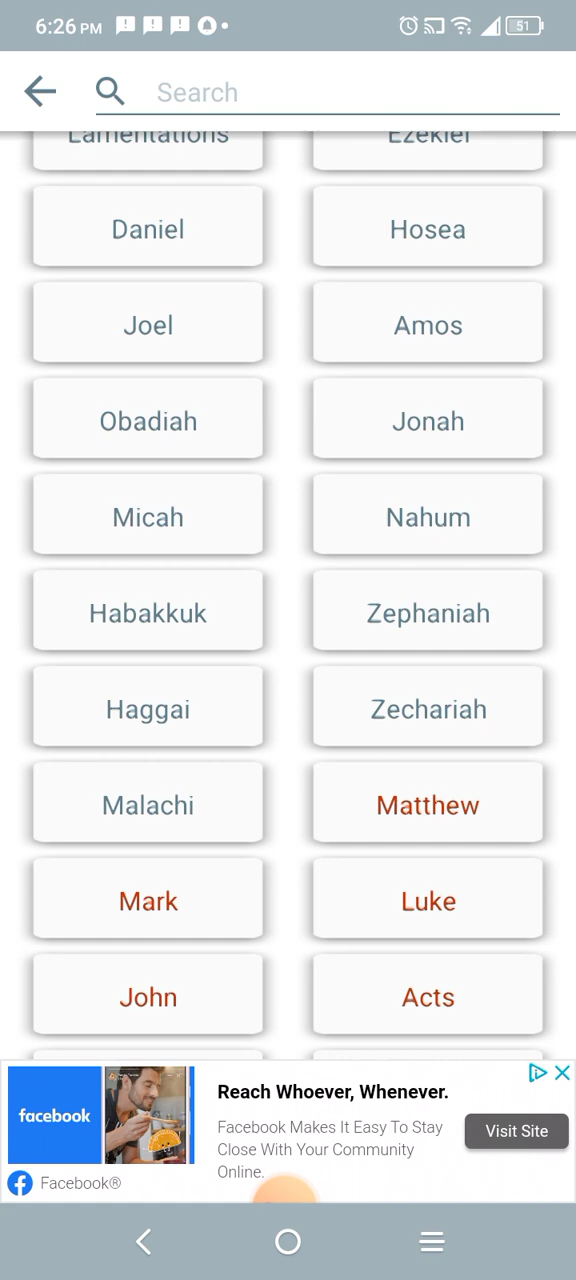 6:26 PM
51
Search
Lamentations
Ezekiel
Daniel
Hosea
Joel
Amos
Obadiah
Jonah
Micah
Nahum
Habakkuk
Zephaniah
Haggai
Zechariah
Malachi
Matthew
Mark
Luke
John
Acts
facebook
Reach Whoever, Whenever.
Facebook Makes It Easy To Stay
Close With Your Community
Online.
Visit Site
Facebook®